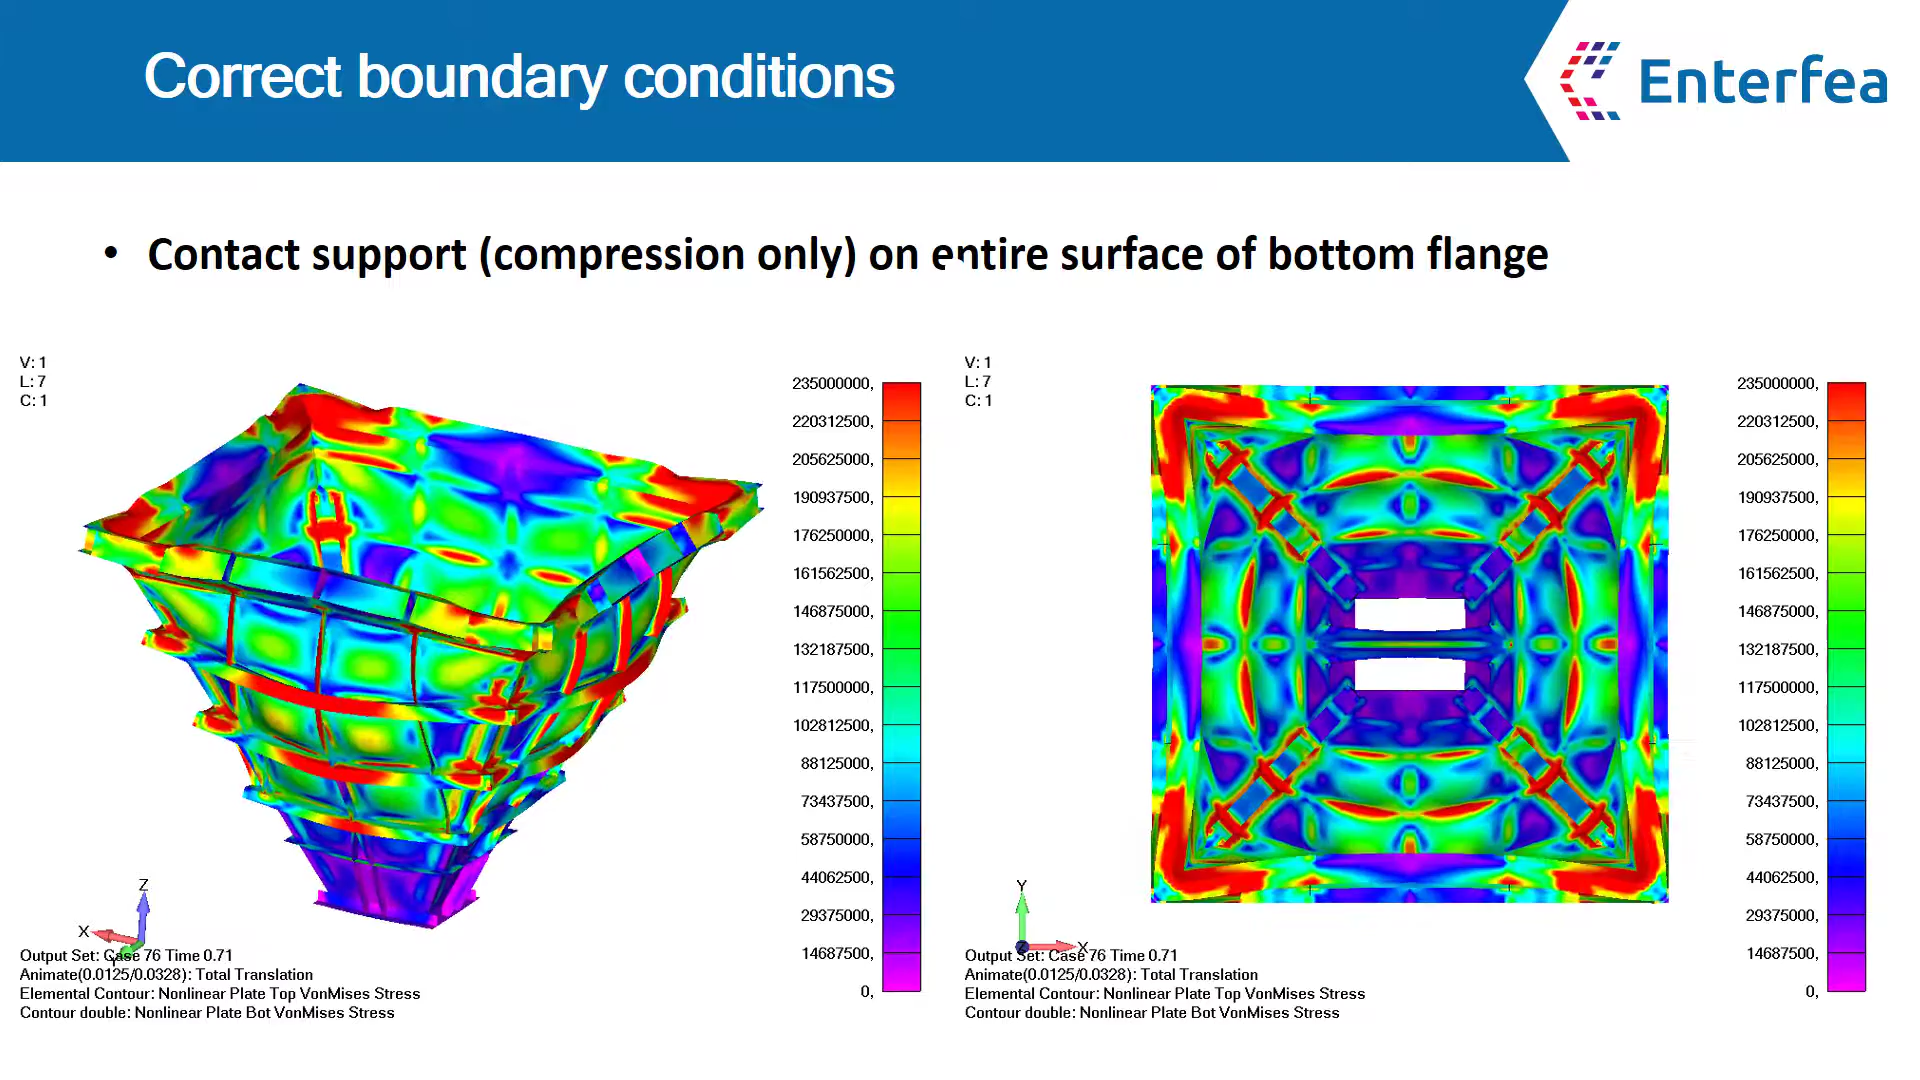 Correct boundary conditions
Enterfea
• Contact support (compression only) on entire surface of bottom flange
V: 1
L: 7
C: 1
235000000,
220312500,
205625000,
190937500,
176250000,
161562500,
146875000,
132187500,
117500000,
102812500,
88125000,
73437500,
58750000,
44062500,
29375000,
14687500,
0,
Z
X
Y
Output Set: Case 76 Time 0.71
Animate(0.0125/0.0328): Total Translation
Elemental Contour: Nonlinear Plate Top VonMises Stress
Contour double: Nonlinear Plate Bot VonMises Stress
V: 1
L: 7
C: 1
235000000,
220312500,
205625000,
190937500,
176250000,
161562500,
146875000,
132187500,
117500000,
102812500,
88125000,
73437500,
58750000,
44062500,
29375000,
14687500,
0,
Y
Z
X
Output Set: Case 76 Time 0.71
Animate(0.0125/0.0328): Total Translation
Elemental Contour: Nonlinear Plate Top VonMises Stress
Contour double: Nonlinear Plate Bot VonMises Stress